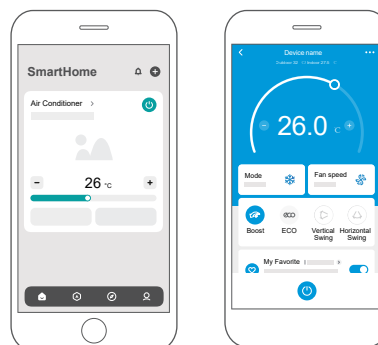 SmartHome
Air Conditioner >
- 26 °C +
Device name
- 26.0 C +
Mode
Fan speed
eco
Boost
ECO
Vertical Swing
Horizontal Swing
My Favorite